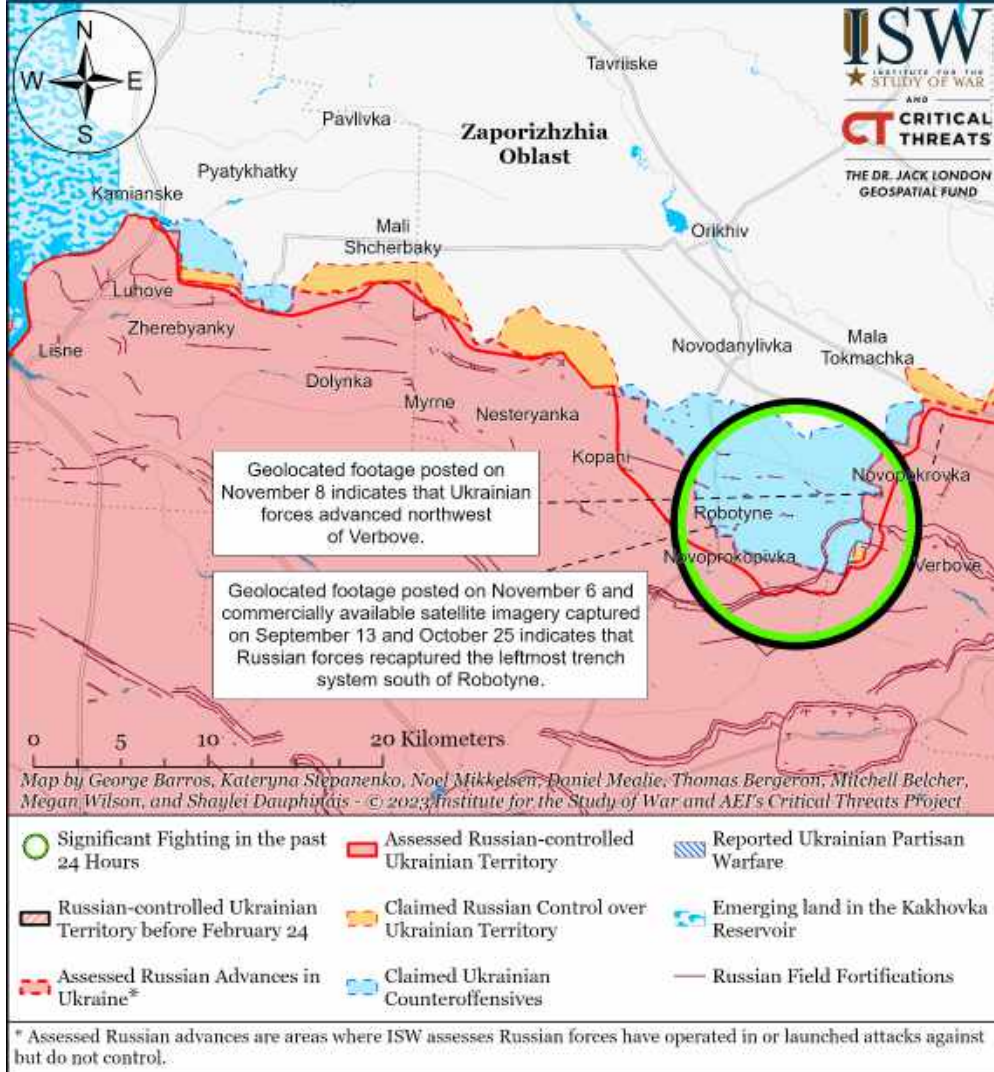 N
W
E
S
ISW
INSTITUTE FOR THE
STUDY OF WAR
AND
CT CRITICAL
THREATS
THE DR. JACK LONDON
GEOSPATIAL FUND
Tavriiske
Pavlivka
Zaporizhzhia
Oblast
Pyatykhatky
Kamianske
Mali
Shcherbaky
Orikhiv
Luhove
Zherebyanky
Lisne
Novodanylivka
Mala
Tokmachka
Dolynka
Myrne
Nesteryanka
Kopani
Novopokrovka
Robotyne
Novoprokopivka
Verbove
Geolocated footage posted on
November 8 indicates that Ukrainian
forces advanced northwest
of Verbove.
Geolocated footage posted on November 6 and
commercially available satellite imagery captured
on September 13 and October 25 indicates that
Russian forces recaptured the leftmost trench
system south of Robotyne.
0 5 10 20 Kilometers
Map by George Barros, Kateryna Stepanenko, Noel Mikkelsen, Daniel Mealie, Thomas Bergeron, Mitchell Belcher,
Megan Wilson, and Shaylei Dauphinais - © 2023 Institute for the Study of War and AEI's Critical Threats Project
Significant Fighting in the past
24 Hours
Assessed Russian-controlled
Ukrainian Territory
Reported Ukrainian Partisan
Warfare
Russian-controlled Ukrainian
Territory before February 24
Claimed Russian Control over
Ukrainian Territory
Emerging land in the Kakhovka
Reservoir
Assessed Russian Advances in
Ukraine*
Claimed Ukrainian
Counteroffensives
Russian Field Fortifications
* Assessed Russian advances are areas where ISW assesses Russian forces have operated in or launched attacks against
but do not control.